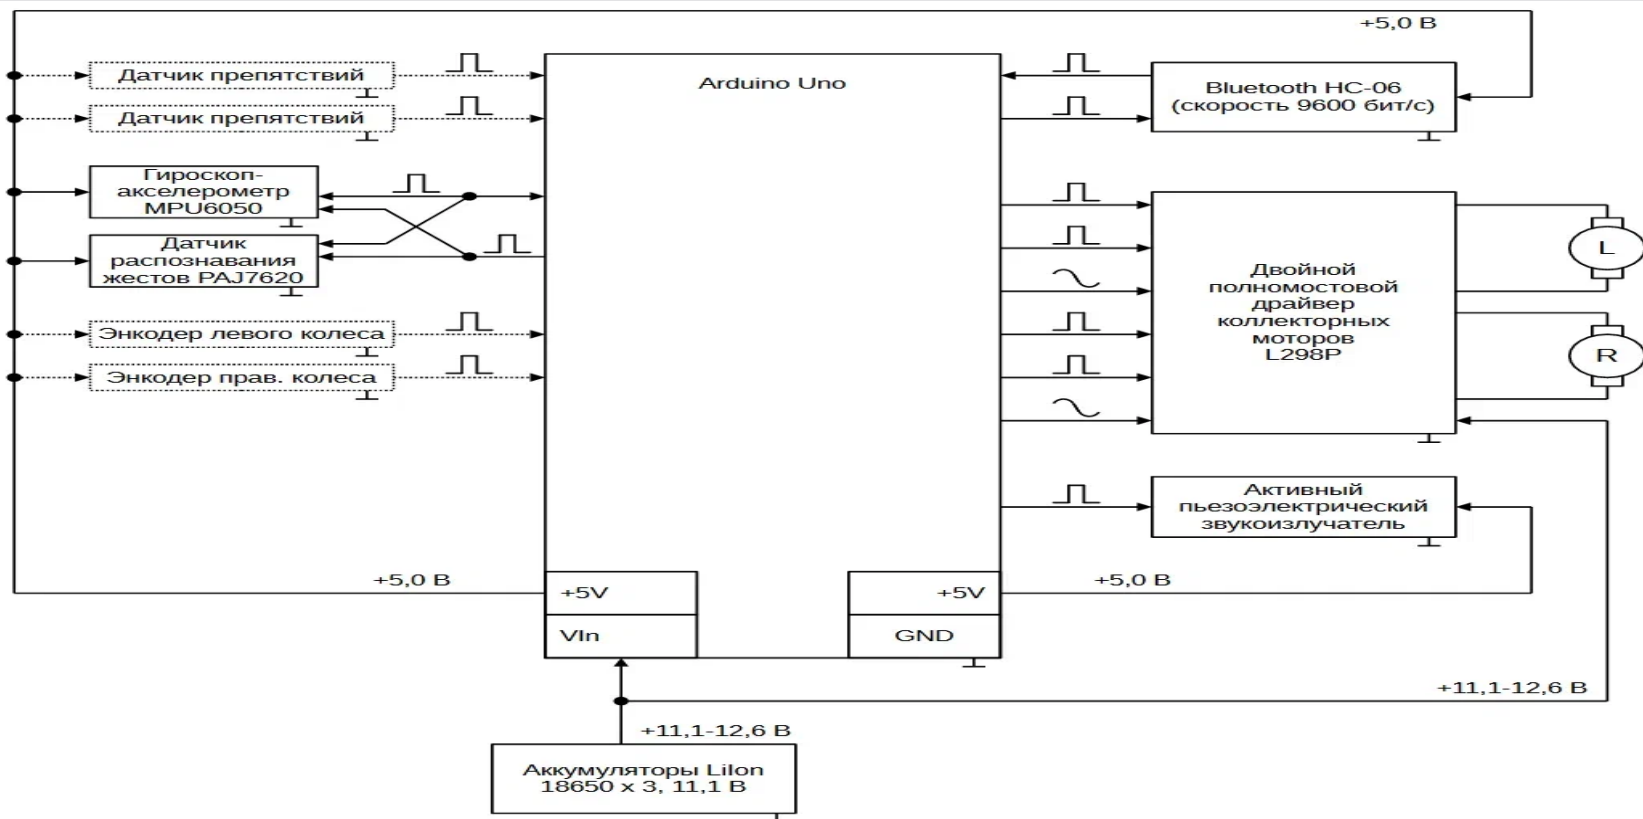 +5,0 В
Датчик препятствий
Arduino Uno
Bluetooth HC-06
(скорость 9600 бит/с)
Датчик препятствий
Гироскоп-
акселерометр
MPU6050
Датчик
распознавания
жестов PAJ7620
Двойной
полномостовой
драйвер
коллекторных
моторов
L298P
L
R
Энкодер левого колеса
Энкодер прав. колеса
Активный
пьезоэлектрический
звукоизлучатель
+5,0 В
+5V
+5V
+5,0 В
VIn
GND
+11,1-12,6 В
+11,1-12,6 В
Аккумуляторы LiIon
18650 x 3, 11,1 В